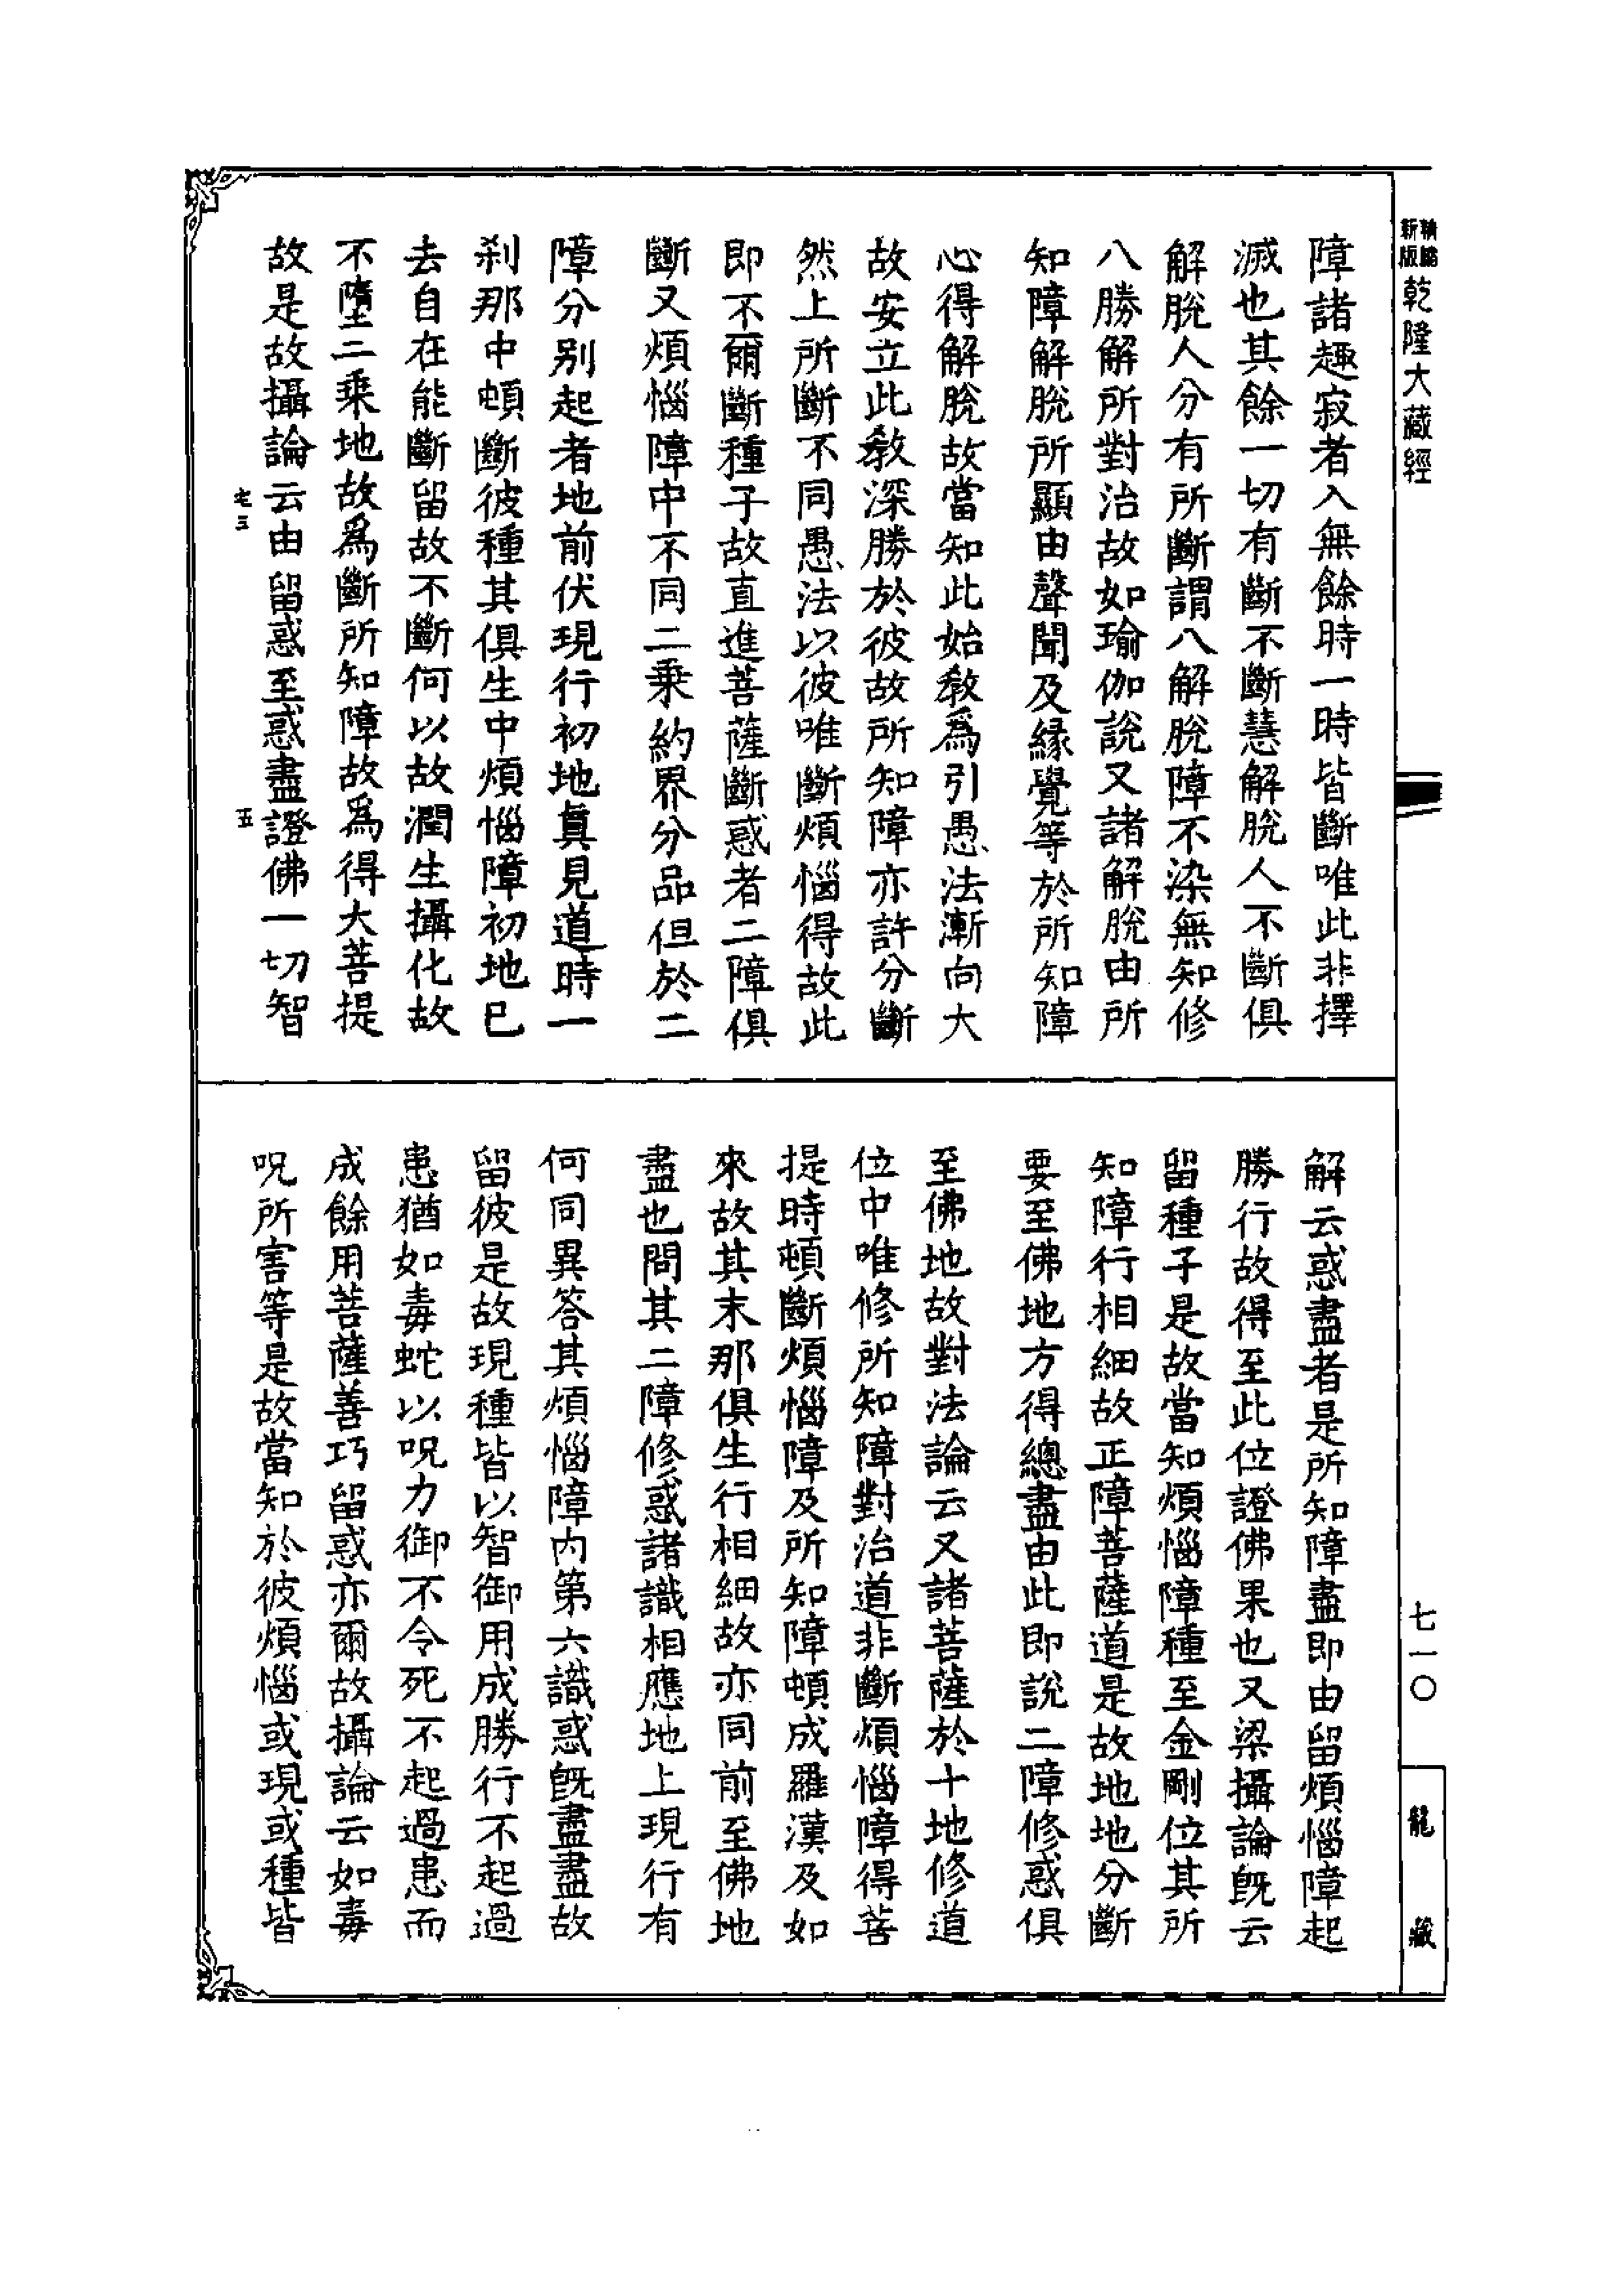 乾隆大藏經
障諸趣寂者入無餘時一時皆斷唯此非擇
滅也其餘一切有斷不斷慧解脫人不斷俱
解脫人分有所斷謂八解脫障不染無知修
八勝解所對治故如瑜伽說又諸解脫由所
知障解脫所顯由聲聞及緣覺等於所知障
心得解脫故當知此始教為引愚法漸向大
故安立此教深勝於彼故所知障亦許分斷
然上所斷不同愚法以彼唯斷煩惱得故此
即不爾斷種子故直進菩薩斷惑者二障俱
斷又煩惱障中不同二乗約界分品但於二
障分別起者地前伏現行初地真見道時一
刹那中頓斷彼種其俱生中煩惱障初地已
去自在能斷留故不斷何以故潤生攝化故
不墮二乗地故為斷所知障故為得大菩提
故是故攝論云由留惑至惑盡證佛一切智
五
解云惑盡者是所知障盡即由留煩惱障起
勝行故得至此位證佛果也又梁攝論旣云
留種子是故當知煩惱障種至金剛位其所
知障行相細故正障菩薩道是故地地分斷
要至佛地方得總盡由此即說二障修惑俱
至佛地故對法論云又諸菩薩於十地修道
位中唯修所知障對治道非斷煩惱障得菩
提時頓斷煩惱障及所知障頓成羅漢及如
來故其末那俱生行相細故亦同前至佛地
盡也問其二障修惑諸識相應地上現行有
何同異答其煩惱障内第六識惑旣盡盡故
留彼是故現種皆以智御用成勝行不起過
患猶如毒蛇以呪力御不令死不起過患而
成餘用菩薩善巧留惑亦爾故攝論云如毒
呪所害等是故當知於彼煩惱或現或種皆
七一〇
龍藏